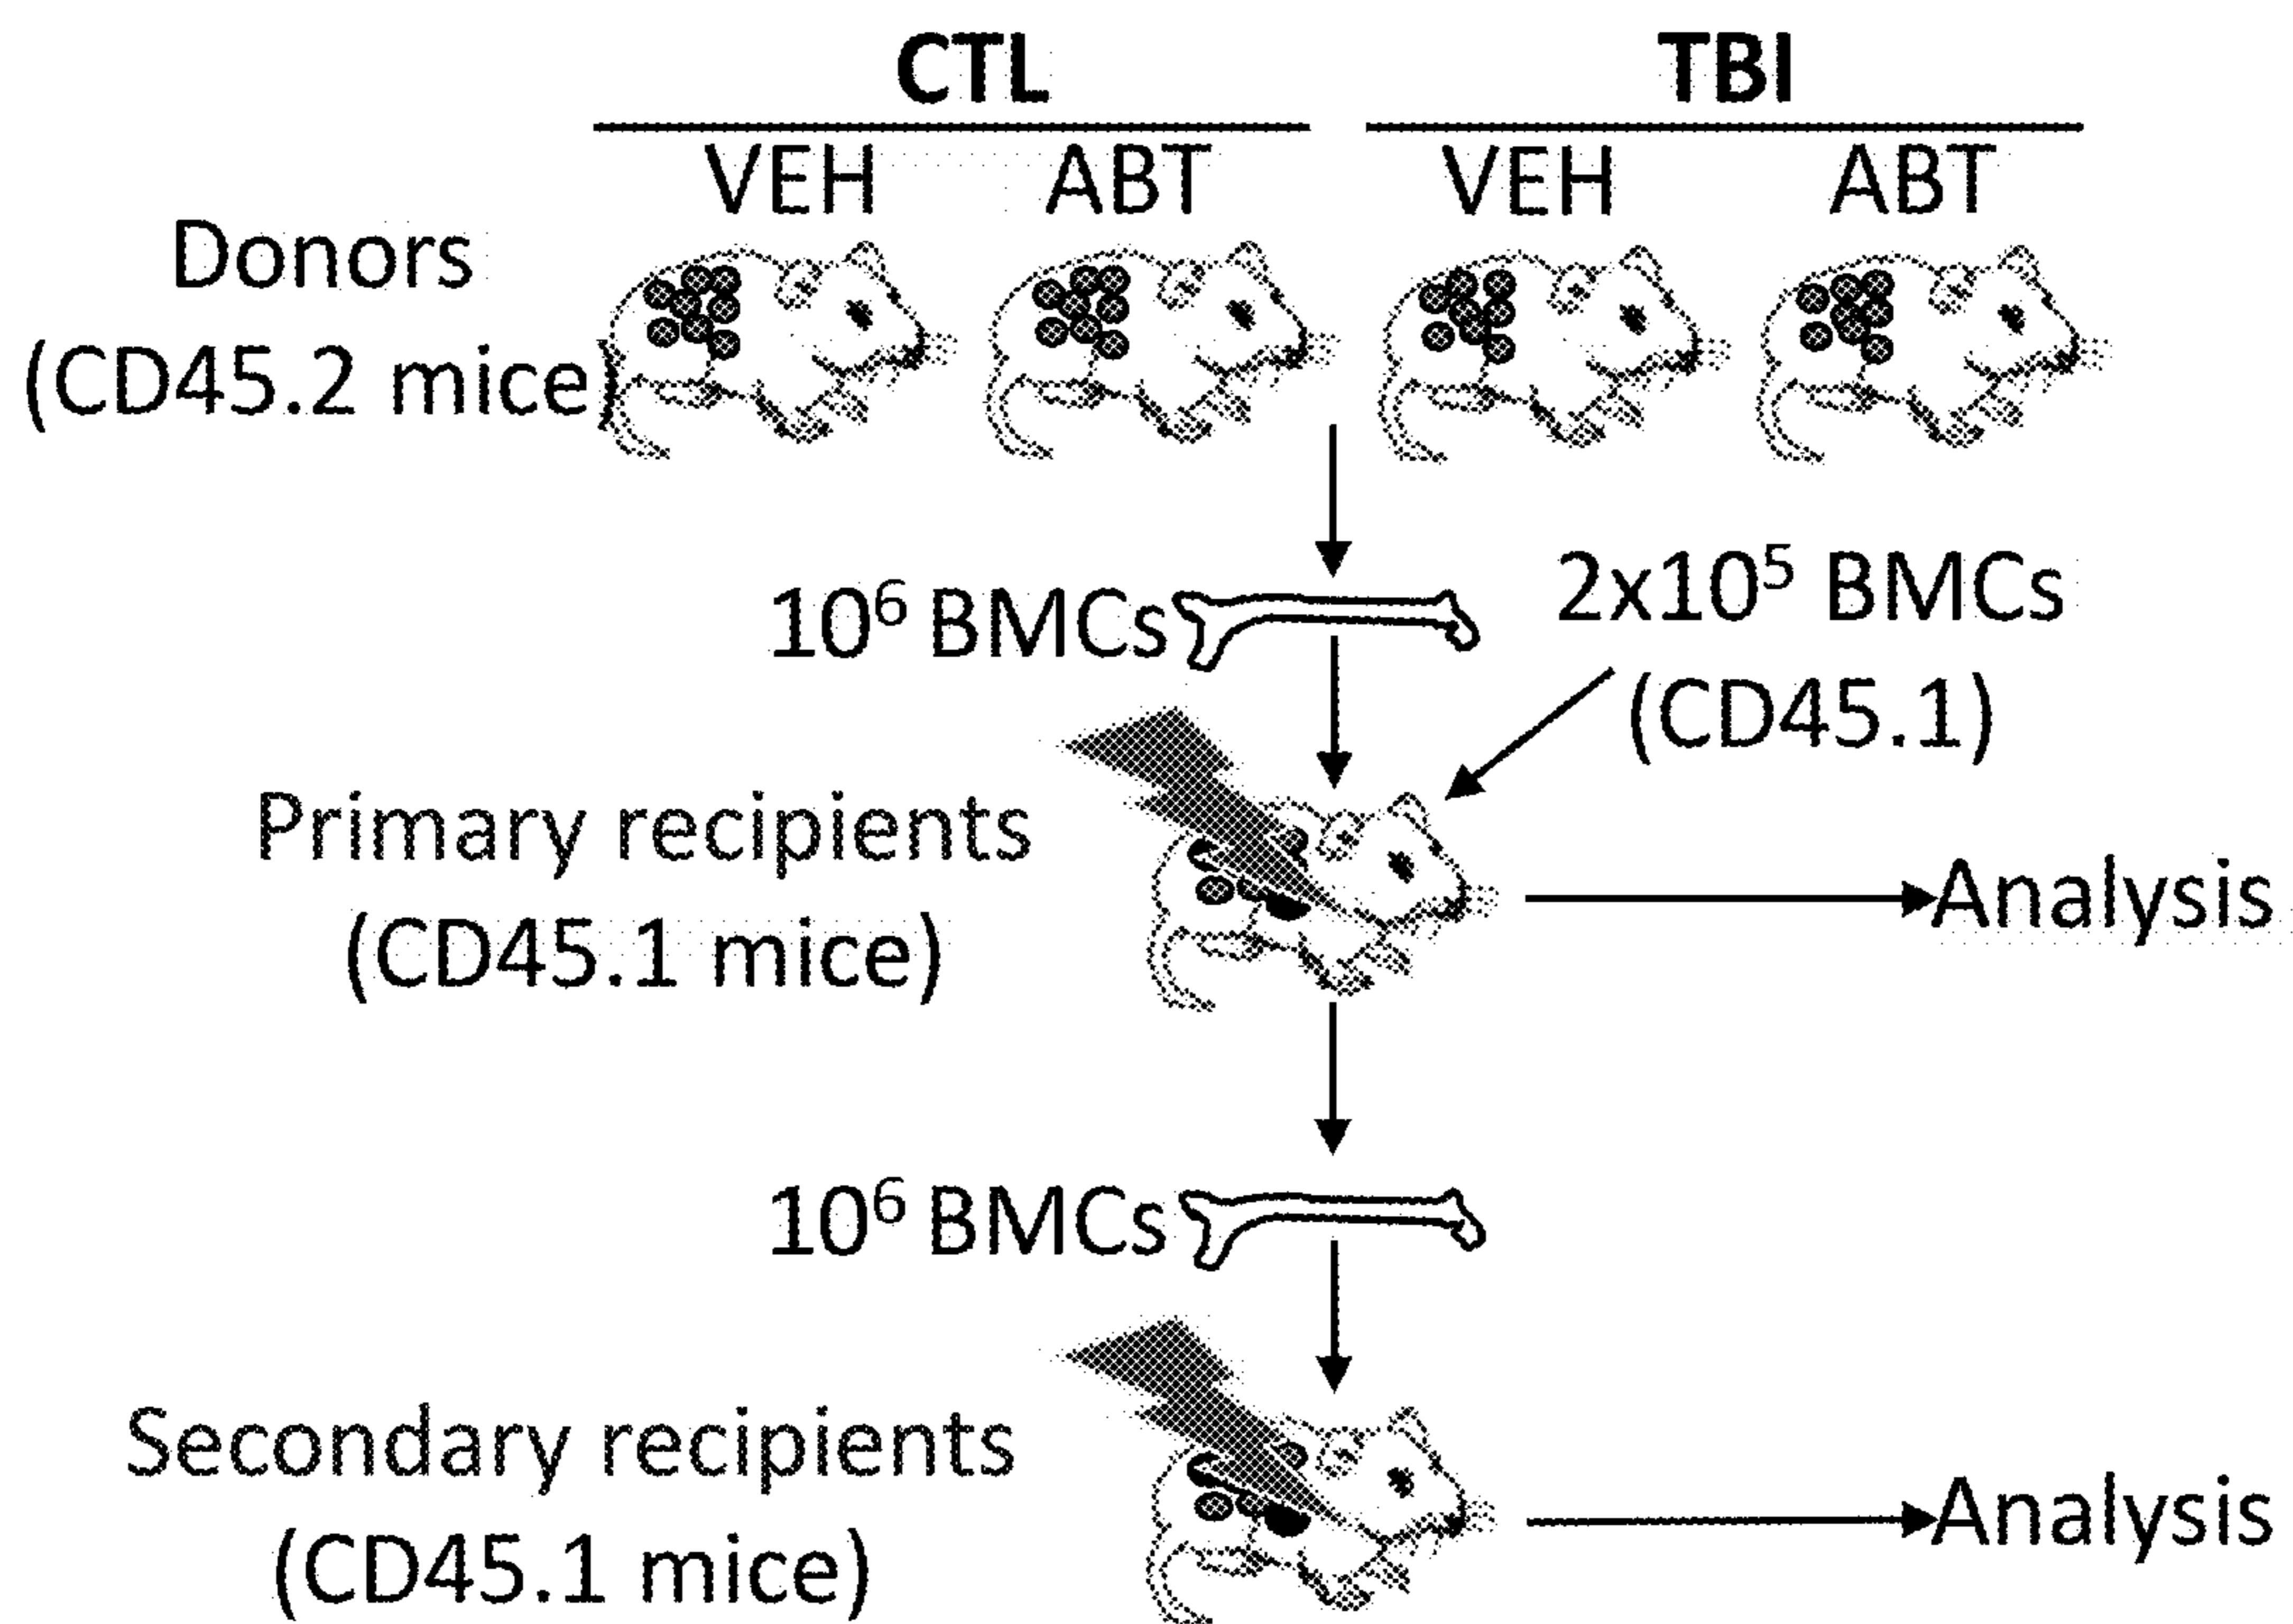 CTL TBI
VEH ABT VEH ABT
Donors
(CD45.2 mice)
10⁶ BMCs
2x10⁵ BMCs
(CD45.1)
Primary recipients
(CD45.1 mice)
Analysis
10⁶ BMCs
Secondary recipients
(CD45.1 mice)
Analysis